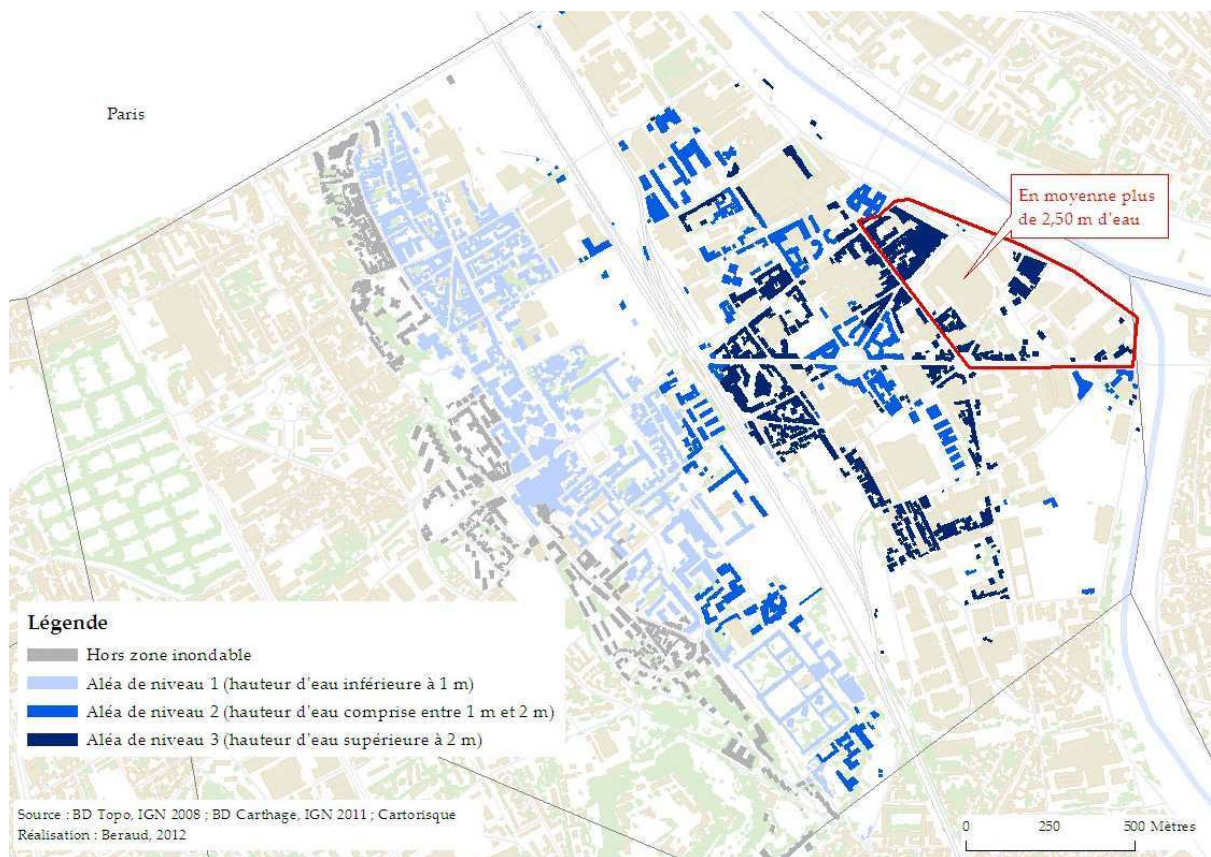 Paris
En moyenne plus
de 2,50 m d'eau
Légende
Hors zone inondable
Aléa de niveau 1 (hauteur d'eau inférieure à 1 m)
Aléa de niveau 2 (hauteur d'eau comprise entre 1 m et 2 m)
Aléa de niveau 3 (hauteur d'eau supérieure à 2 m)
Source : BD Topo, IGN 2008 ; BD Carthage, IGN 2011 ; Cartorisque
Réalisation : Beraud, 2012
0 250 500 Mètres